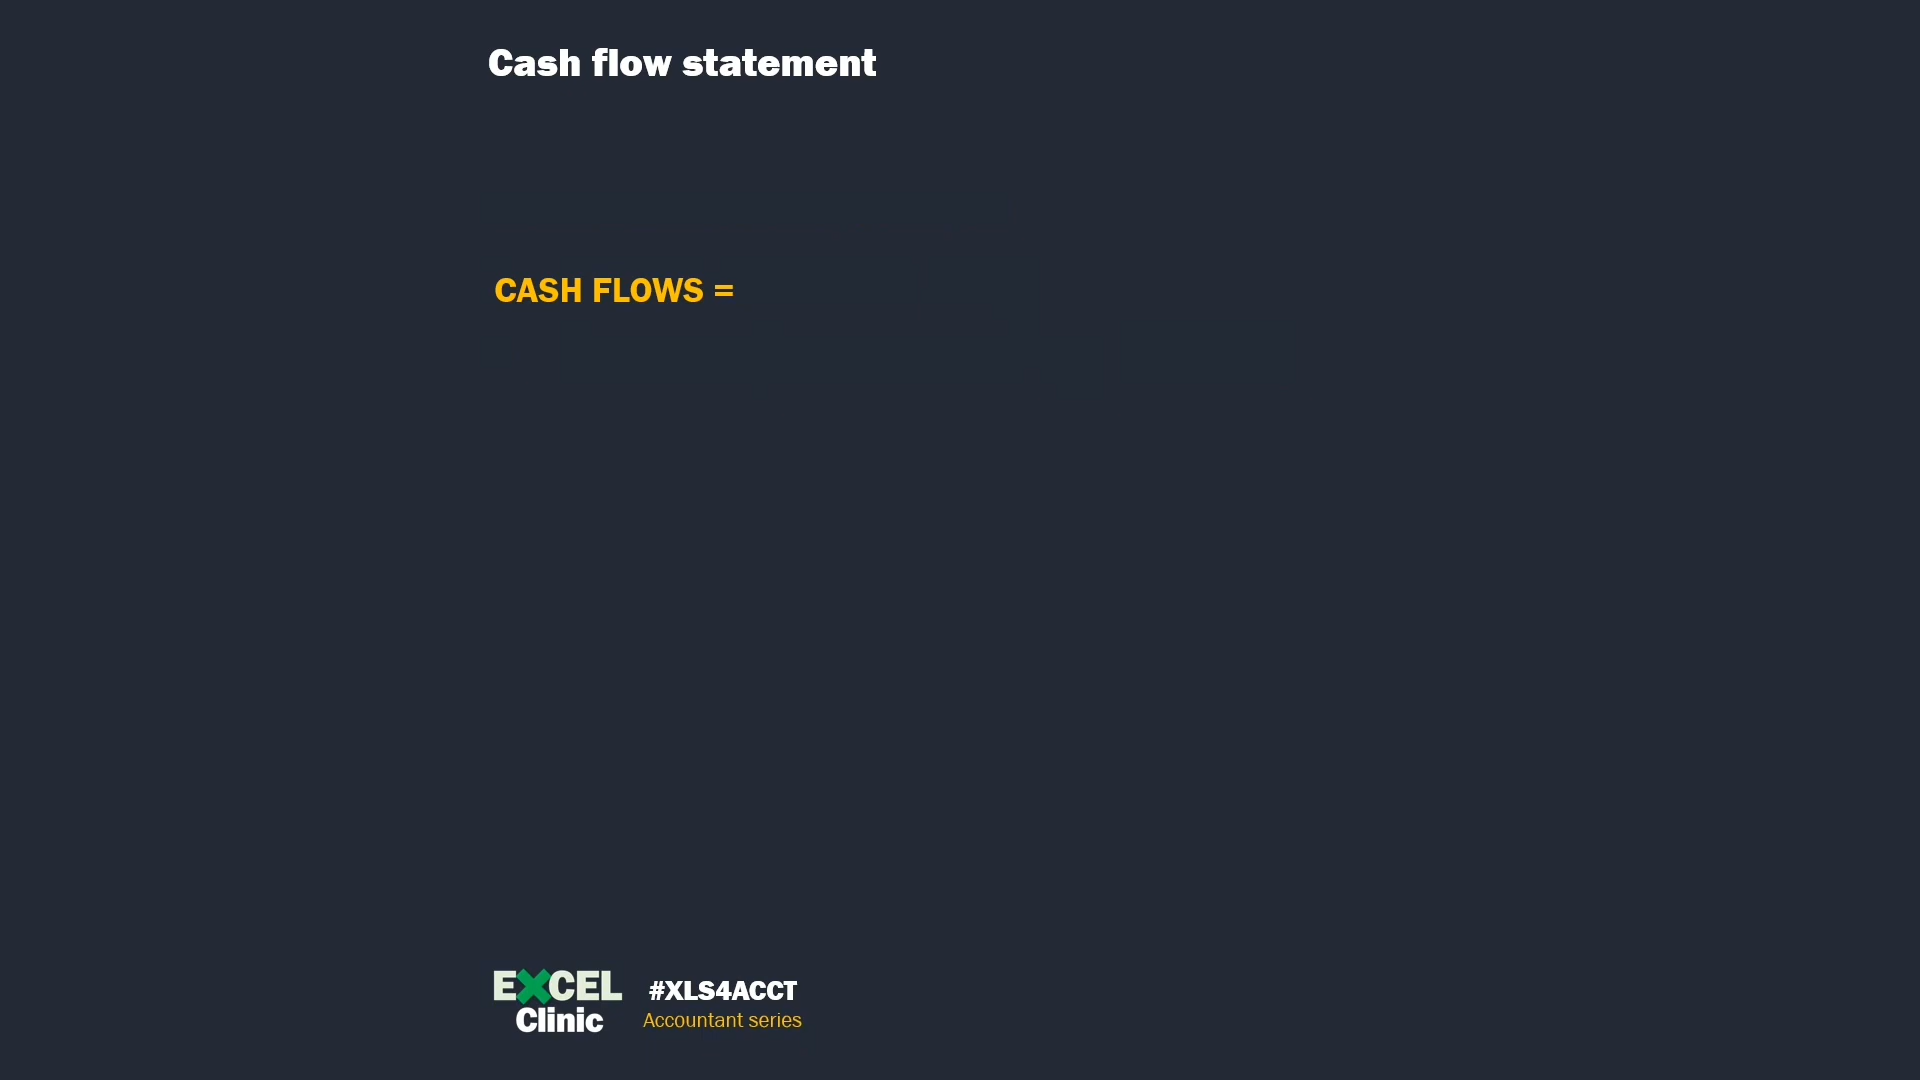 Cash flow statement
CASH FLOWS =
EXCEL
Clinic
#XLS4ACCT
Accountant series